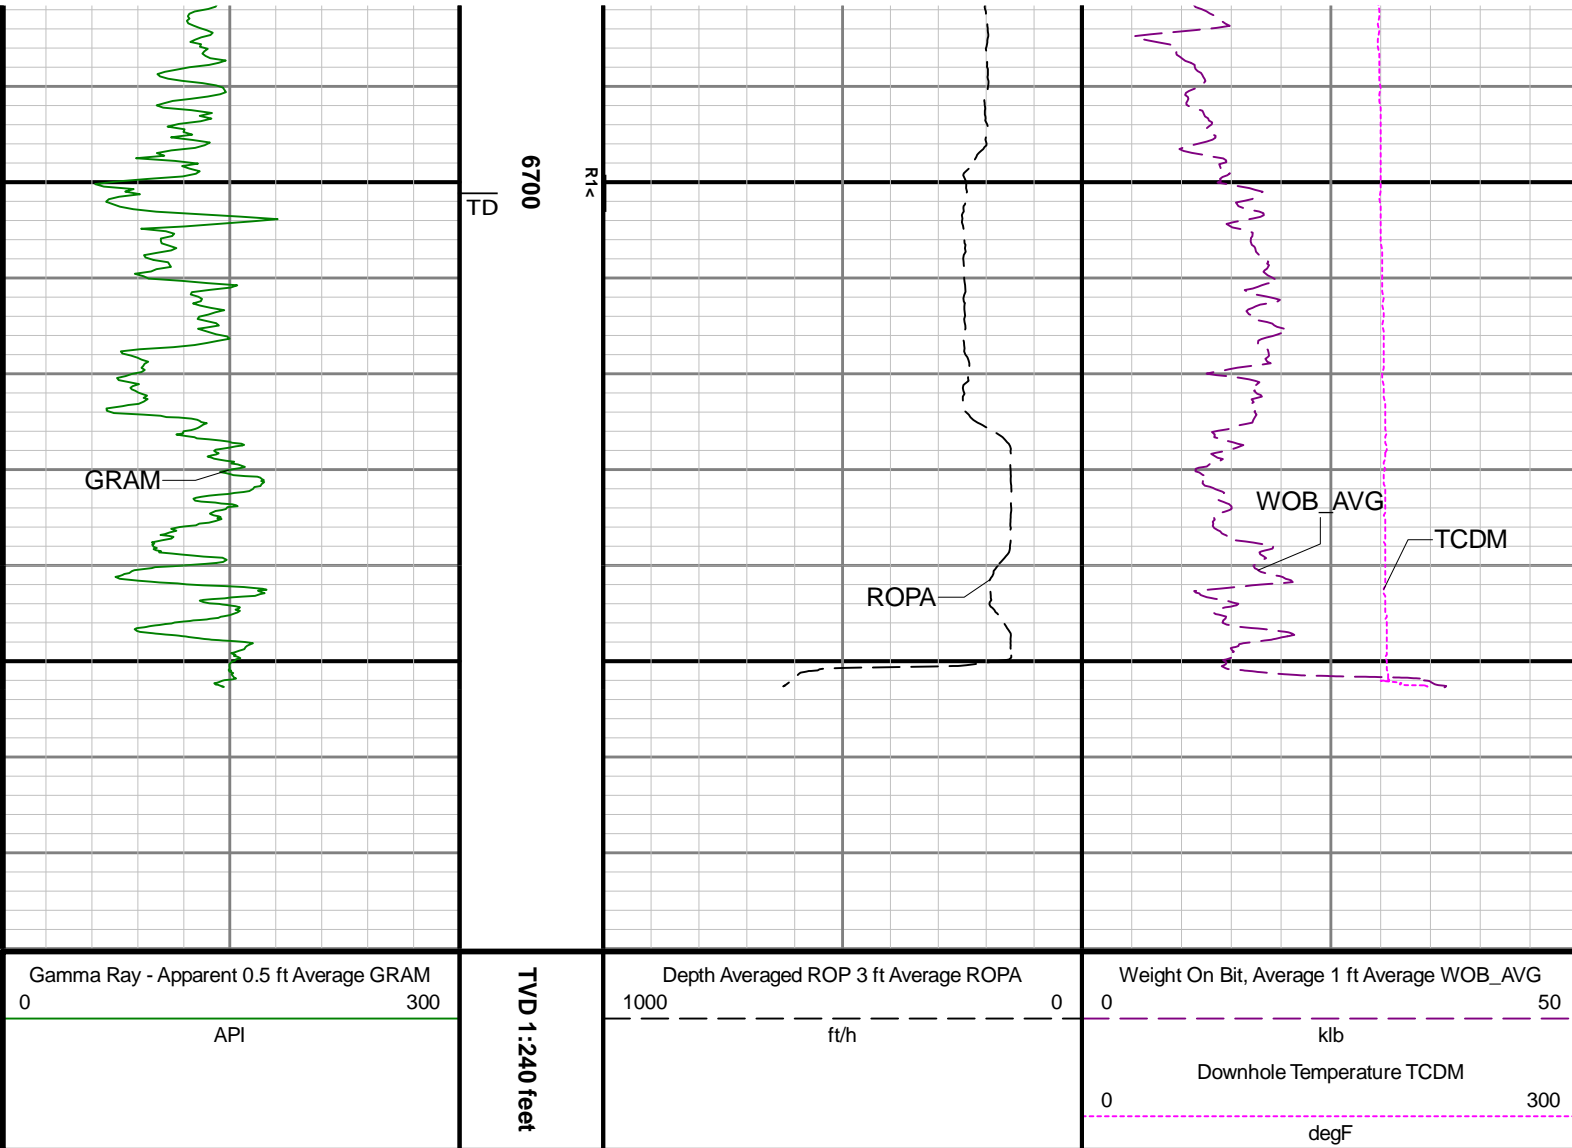 6700
R1<
TD
GRAM
WOB_AVG
TCDM
ROPA
Gamma Ray - Apparent 0.5 ft Average GRAM
0 300
API
TVD 1:240 feet
Depth Averaged ROP 3 ft Average ROPA
1000 0
ft/h
Weight On Bit, Average 1 ft Average WOB_AVG
0 50
klb
Downhole Temperature TCDM
0 300
degF